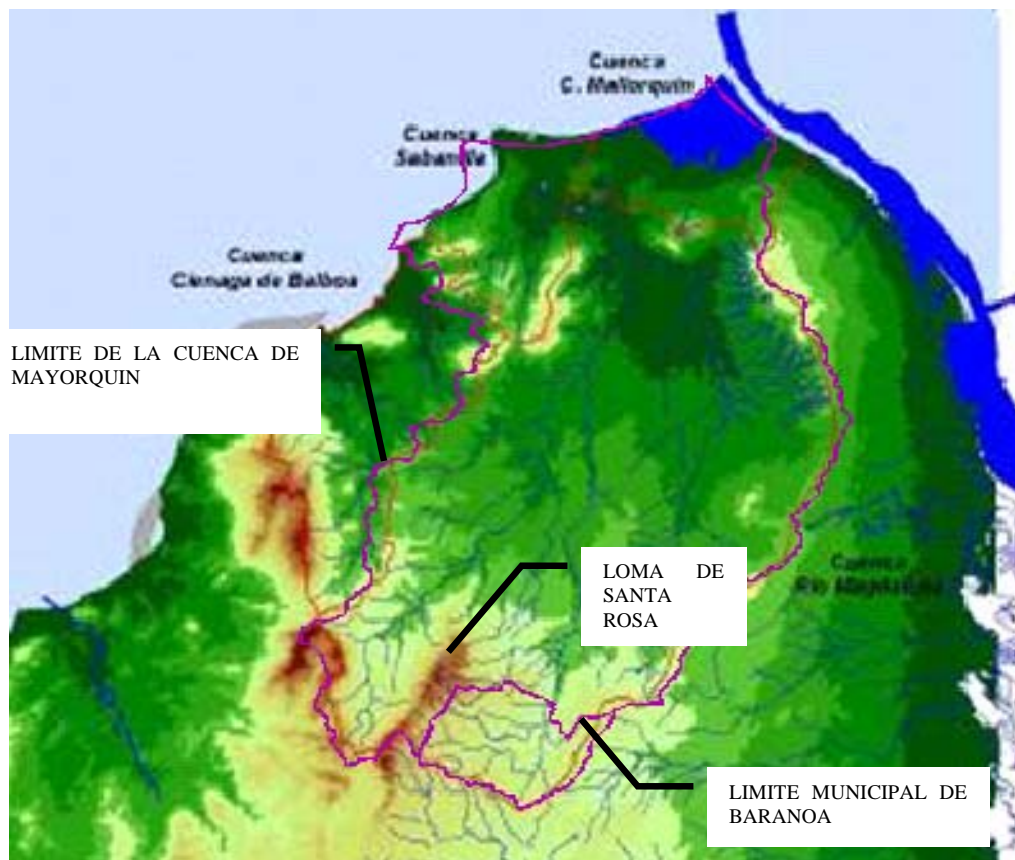 Cuenca
C. Mallorquin
Cuenca
Sabanilla
Cuenca
Cienaga de Balboa
LIMITE DE LA CUENCA DE
MAYORQUIN
LOMA DE
SANTA
ROSA
Cuenca
Rio Magdalena
LIMITE MUNICIPAL DE
BARANOA